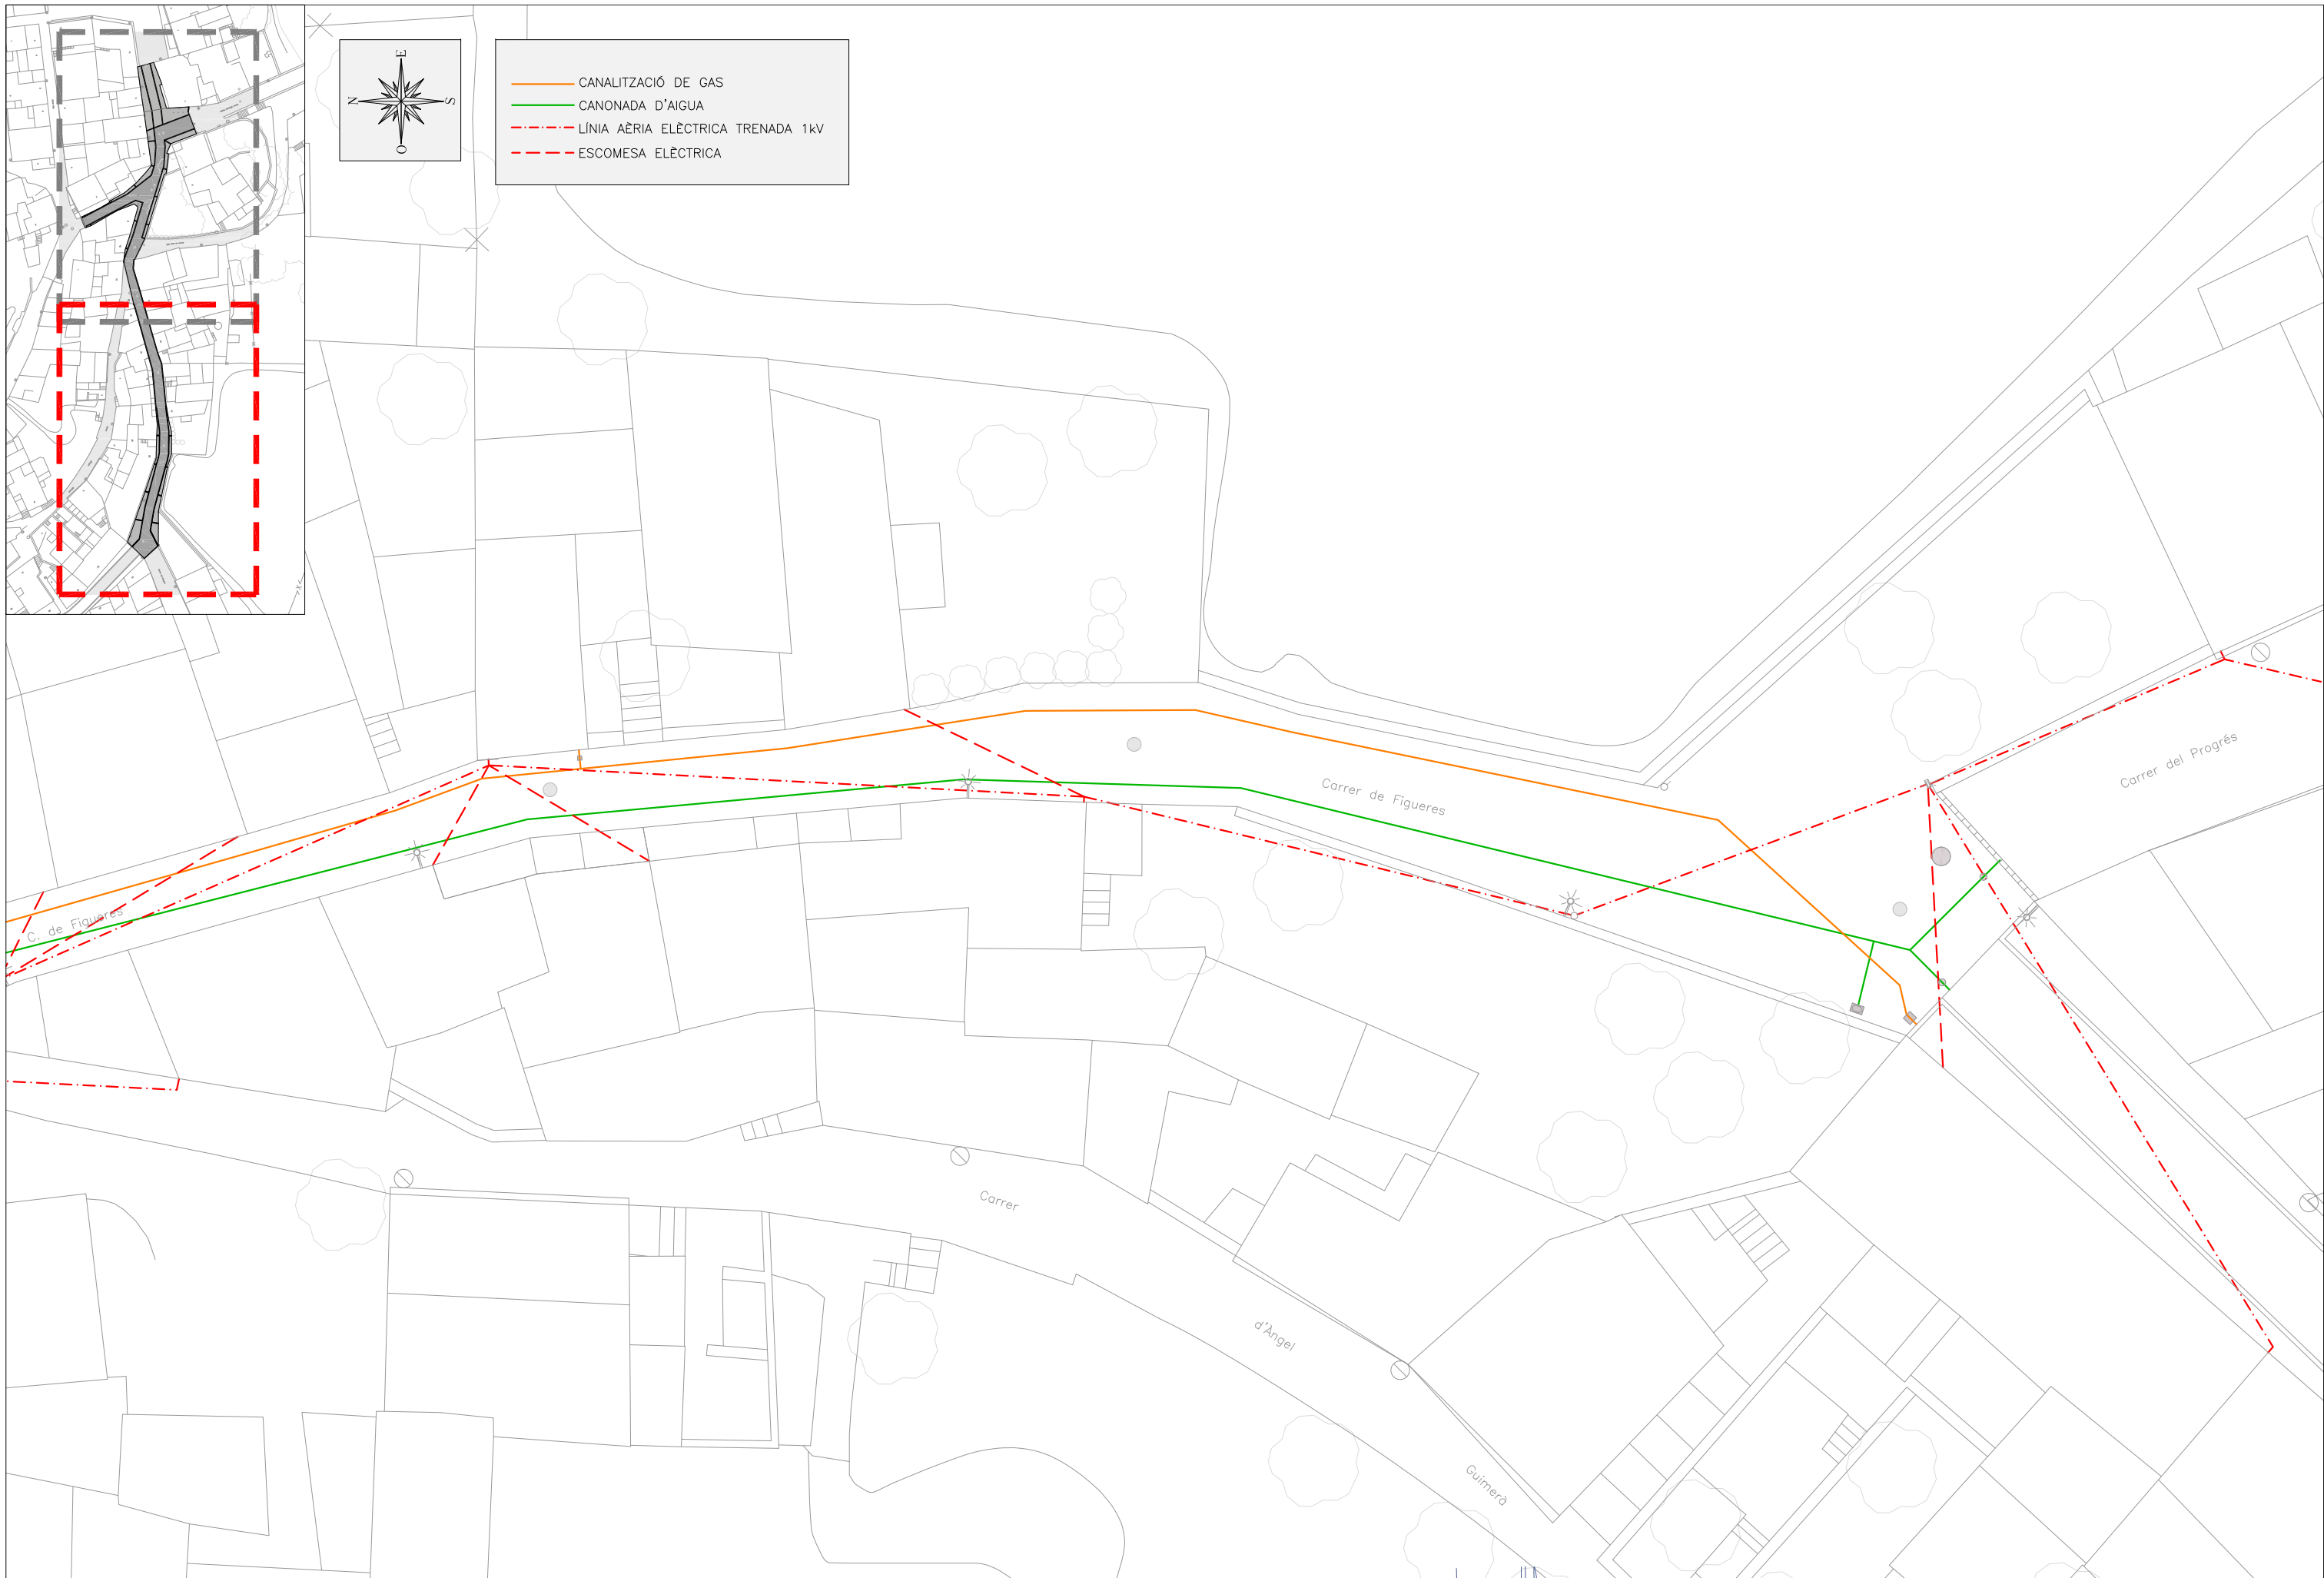 E
N
S
O
CANALITZACIÓ DE GAS
CANONADA D'AIGUA
LÍNIA AÈRIA ELÈCTRICA TRENADA 1kV
ESCOMESA ELÈCTRICA
Carrer del Progrés
Carrer de Figueres
C. de Figueres
Carrer
d'Àngel
Guimerà